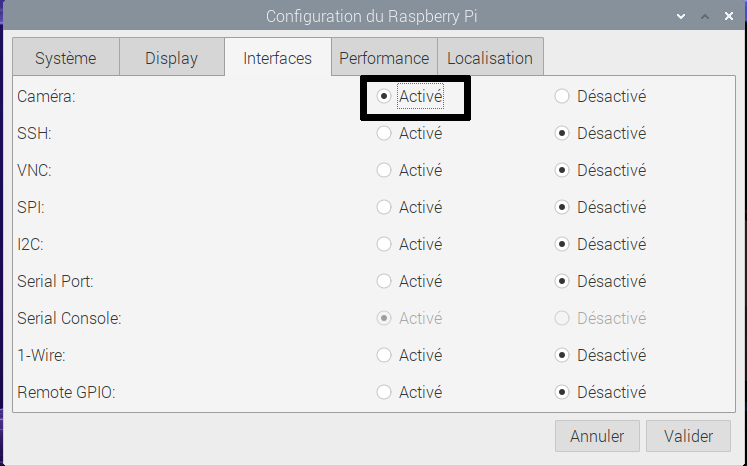 Configuration du Raspberry Pi
Système Display Interfaces Performance Localisation
Caméra: Activé Désactivé
SSH: Activé Désactivé
VNC: Activé Désactivé
SPI: Activé Désactivé
I2C: Activé Désactivé
Serial Port: Activé Désactivé
Serial Console: Activé Désactivé
1-Wire: Activé Désactivé
Remote GPIO: Activé Désactivé
Annuler Valider